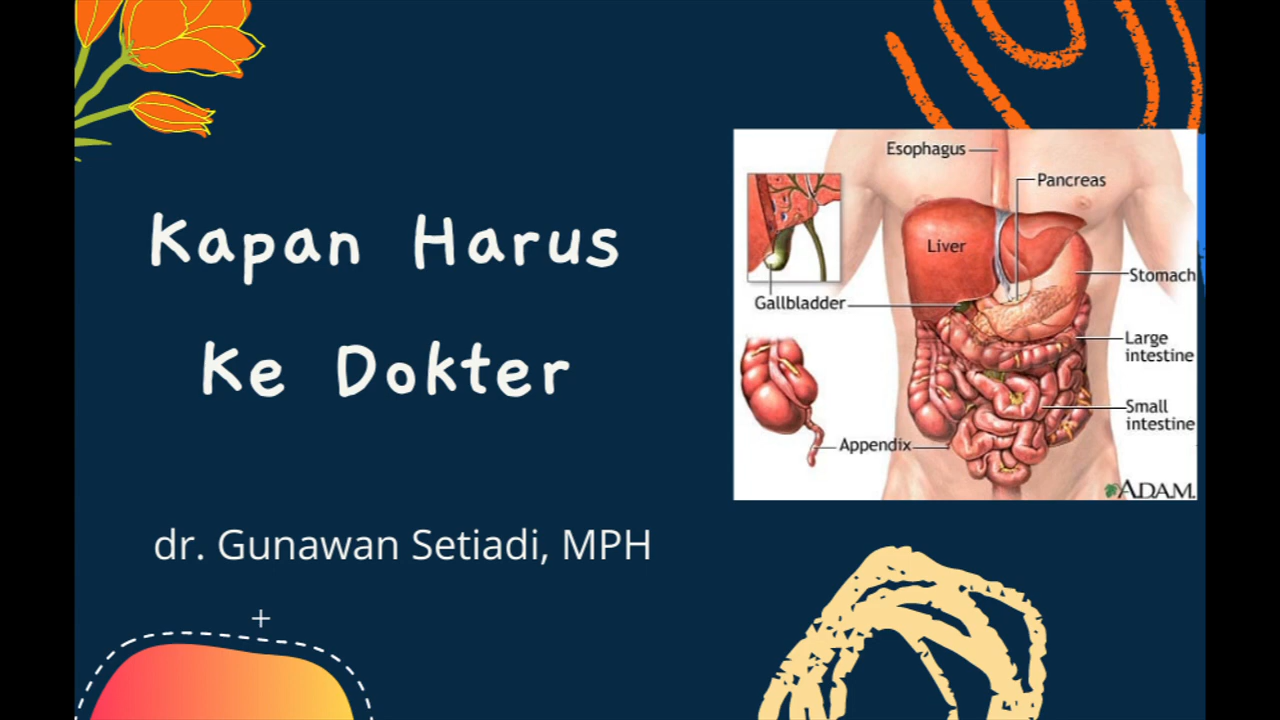 Kapan Harus
Ke Dokter
dr. Gunawan Setiadi, MPH
Esophagus
Pancreas
Liver
Stomach
Gallbladder
Large
intestine
Small
intestine
Appendix
ADAM.